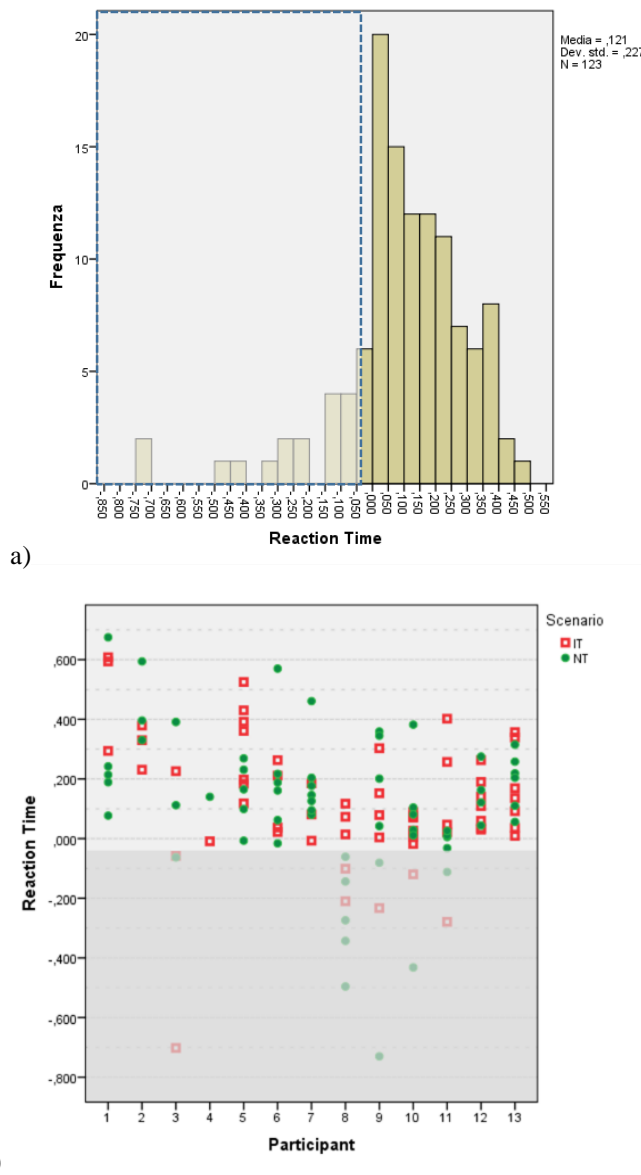 20
15
10
5
0
Frequenza
-,850 -,800 -,750 -,700 -,650 -,600 -,550 -,500 -,450 -,400 -,350 -,300 -,250 -,200 -,150 -,100 -,050 ,000 ,050 ,100 ,150 ,200 ,250 ,300 ,350 ,400 ,450 ,500 ,550
Reaction Time
Media = ,121
Dev. std. = ,227
N = 123
a)
Scenario
IT
NT
,600
,400
,200
,000
-,200
-,400
-,600
-,800
Reaction Time
1 2 3 4 5 6 7 8 9 10 11 12 13
Participant